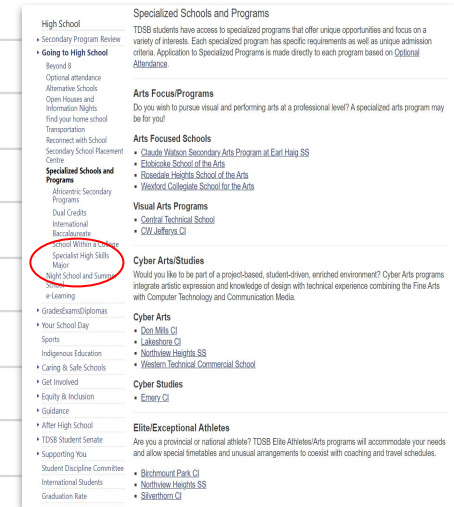 High School
Secondary Program Review
Going to High School
Beyond 8
Optional attendance
Alternative Schools
Open Houses and
Information Nights
Find your home school
Transportation
Reconnect with School
Secondary School Placement
Centre
Specialized Schools and
Programs
Africentric Secondary
Programs
Dual Credits
International
Baccalaureate
School Within a College
Specialist High Skills
Major
Night School and Summer
School
e-Learning
GradesExamsDiplomas
Your School Day
Sports
Indigenous Education
Caring & Safe Schools
Get Involved
Equity & Inclusion
Guidance
After High School
TDSB Student Senate
Supporting You
Student Discipline Committee
International Students
Graduation Rate
Specialized Schools and Programs
TDSB students have access to specialized programs that offer unique opportunities and focus on a
variety of interests. Each specialized program has specific requirements as well as unique admission
criteria. Application to Specialized Programs is made directly to each program based on Optional
Attendance.
Arts Focus/Programs
Do you wish to pursue visual and performing arts at a professional level? A specialized arts program may
be for you!
Arts Focused Schools
Claude Watson Secondary Arts Program at Earl Haig SS
Etobicoke School of the Arts
Rosedale Heights School of the Arts
Wexford Collegiate School for the Arts
Visual Arts Programs
Central Technical School
CW Jefferys CI
Cyber Arts/Studies
Would you like to be part of a project-based, student-driven, enriched environment? Cyber Arts programs
integrate artistic expression and knowledge of design with technical experience combining the Fine Arts
with Computer Technology and Communication Media.
Cyber Arts
Don Mills CI
Lakeshore CI
Northview Heights SS
Western Technical Commercial School
Cyber Studies
Emery CI
Elite/Exceptional Athletes
Are you a provincial or national athlete? TDSB Elite Athletes/Arts programs will accommodate your needs
and allow special timetables and unusual arrangements to coexist with coaching and travel schedules.
Birchmount Park CI
Northview Heights SS
Silverthorn CI